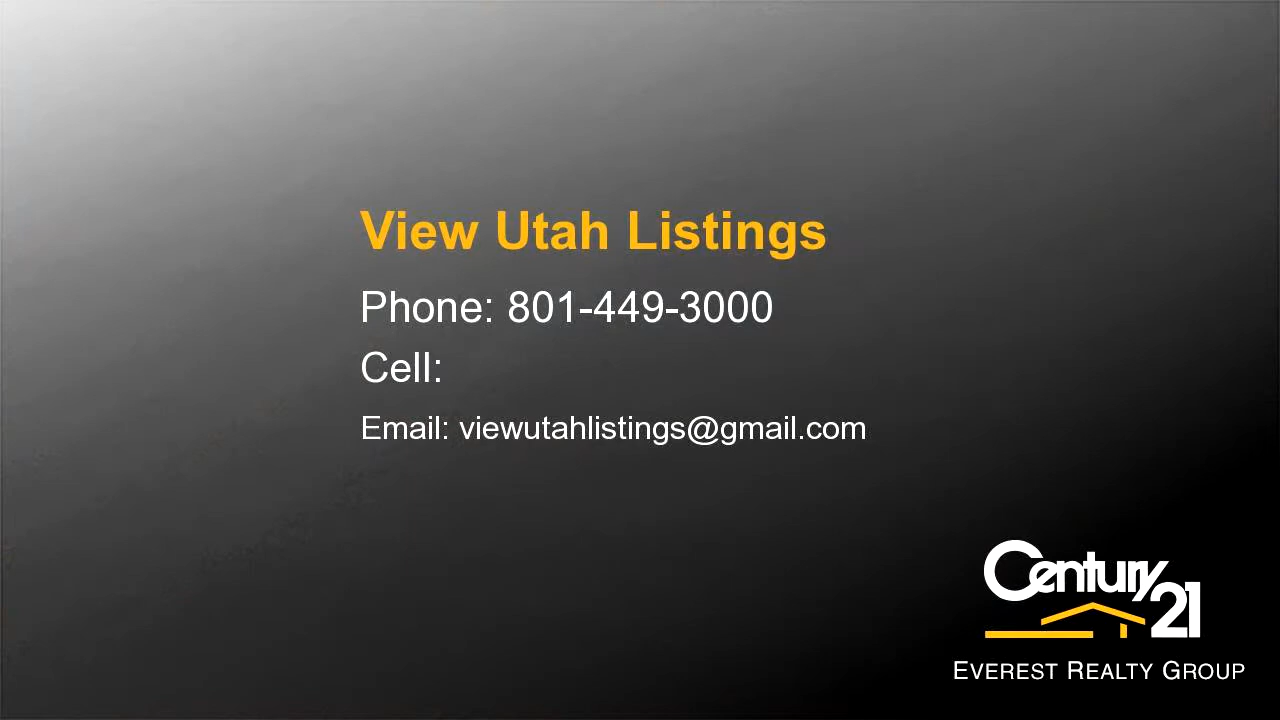 View Utah Listings
Phone: 801-449-3000
Cell:
Email: viewutahlistings@gmail.com
Century
21
EVEREST REALTY GROUP